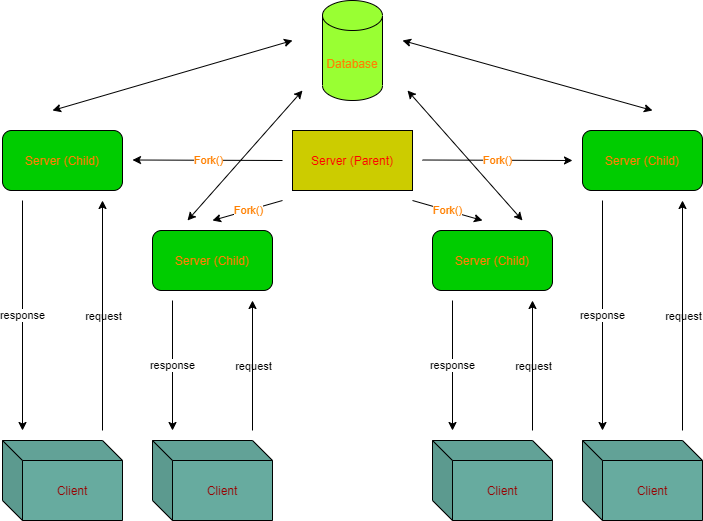 Database
Server (Child)
Fork()
Server (Parent)
Fork()
Server (Child)
Fork()
Fork()
Server (Child)
Server (Child)
response
request
response
request
response
request
response
request
Client
Client
Client
Client